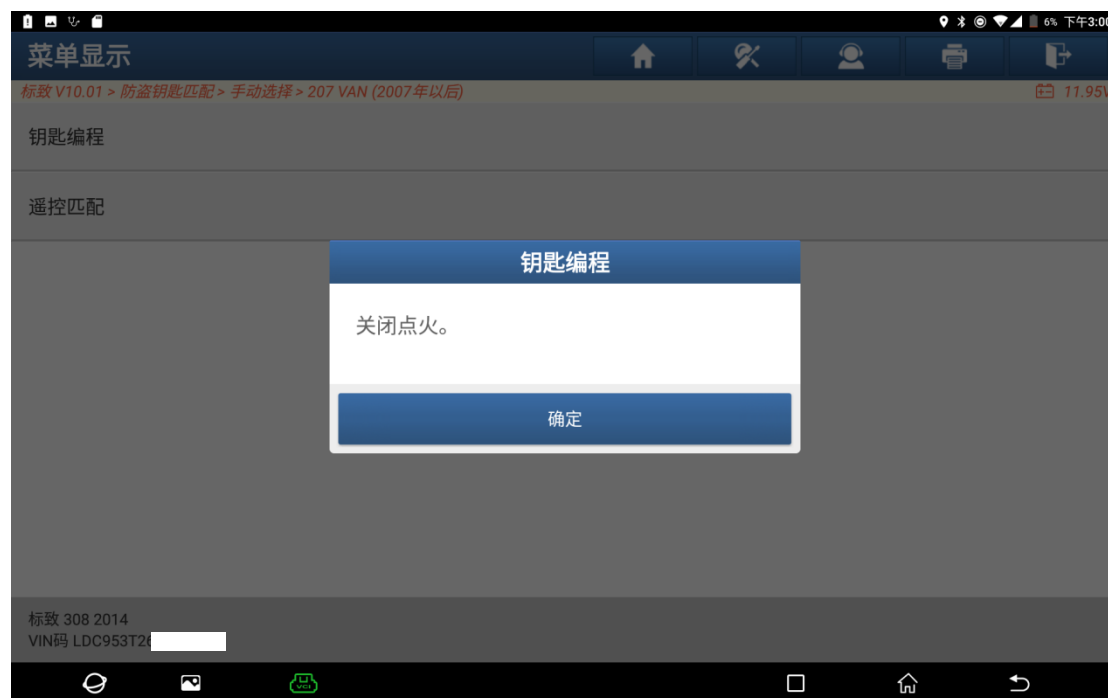 6% 下午3:00
菜单显示
标致 V10.01 > 防盗钥匙匹配 > 手动选择 > 207 VAN (2007年以后) 11.95V
钥匙编程
遥控匹配
钥匙编程
关闭点火。
确定
标致 308 2014
VIN码 LDC953T26
VCI